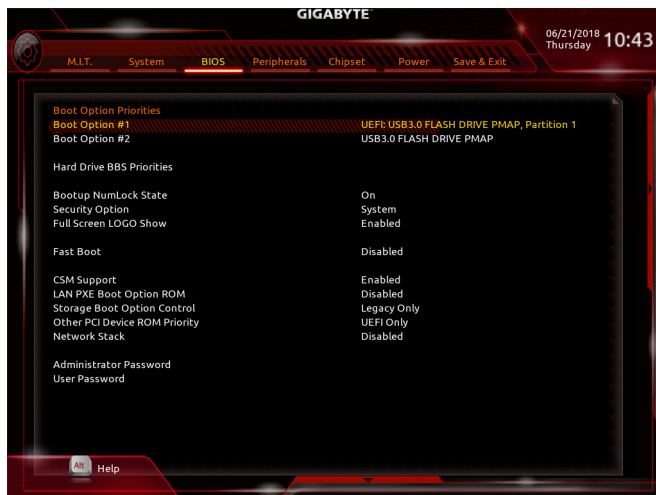 GIGABYTE™
06/21/2018
Thursday
10:43
M.I.T. System BIOS Peripherals Chipset Power Save & Exit
Boot Option Priorities
Boot Option #1 UEFI: USB3.0 FLASH DRIVE PMAP, Partition 1
Boot Option #2 USB3.0 FLASH DRIVE PMAP
Hard Drive BBS Priorities
Bootup NumLock State On
Security Option System
Full Screen LOGO Show Enabled
Fast Boot Disabled
CSM Support Enabled
LAN PXE Boot Option ROM Disabled
Storage Boot Option Control Legacy Only
Other PCI Device ROM Priority UEFI Only
Network Stack Disabled
Administrator Password
User Password
Alt Help